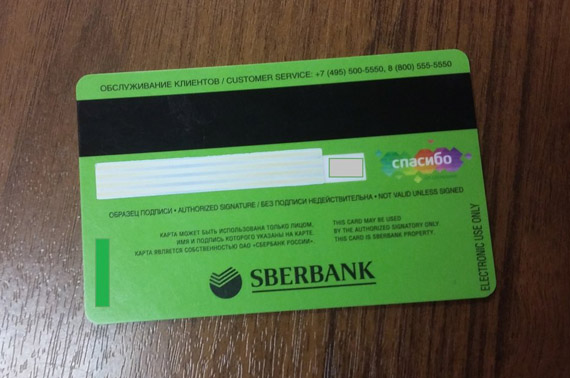 ОБСЛУЖИВАНИЕ КЛИЕНТОВ / CUSTOMER SERVICE: +7 (495) 500-5550, 8 (800) 555-5550
спасибо
ОБРАЗЕЦ ПОДПИСИ • AUTHORIZED SIGNATURE / БЕЗ ПОДПИСИ НЕДЕЙСТВИТЕЛЬНА • NOT VALID UNLESS SIGNED
КАРТА МОЖЕТ БЫТЬ ИСПОЛЬЗОВАНА ТОЛЬКО ЛИЦОМ,
ИМЯ И ПОДПИСЬ КОТОРОГО УКАЗАНЫ НА КАРТЕ.
КАРТА ЯВЛЯЕТСЯ СОБСТВЕННОСТЬЮ ОАО «СБЕРБАНК РОССИИ».
THIS CARD MAY BE USED
BY THE AUTHORIZED SIGNATORY ONLY
THIS CARD IS SBERBANK PROPERTY.
SBERBANK
ELECTRONIC USE ONLY